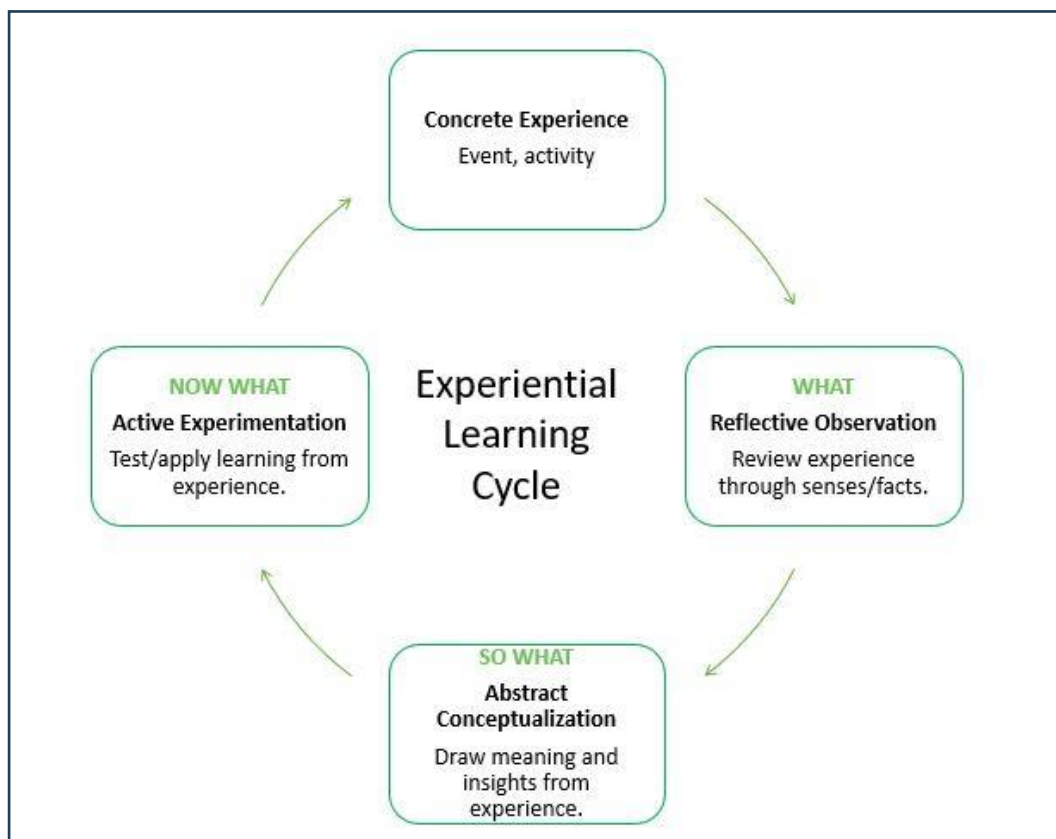 Concrete Experience
Event, activity
WHAT
Reflective Observation
Review experience
through senses/facts.
SO WHAT
Abstract
Conceptualization
Draw meaning and
insights from
experience.
NOW WHAT
Active Experimentation
Test/apply learning from
experience.
Experiential
Learning
Cycle